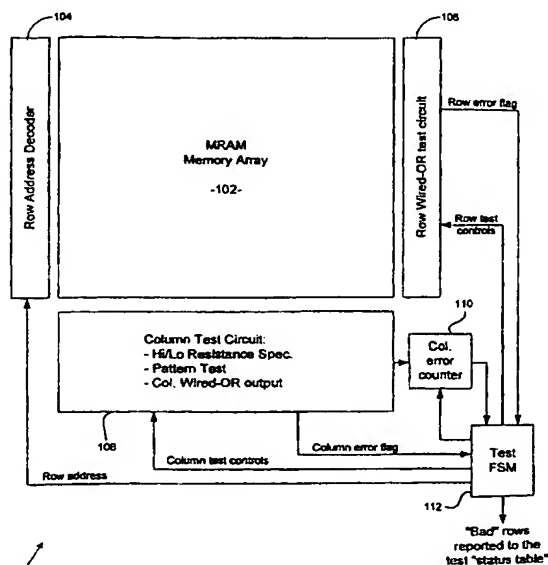 104
106
Row Address Decoder
MRAM
Memory Array
-102-
Row Wired-OR test circuit
Row error flag
Row test
controls
110
Column Test Circuit:
- Hi/Lo Resistance Spec.
- Pattern Test
- Col. Wired-OR output
Col.
error
counter
108
Column error flag
Test
FSM
Column test controls
Row address
112
"Bad" rows
reported to the
test "status table"